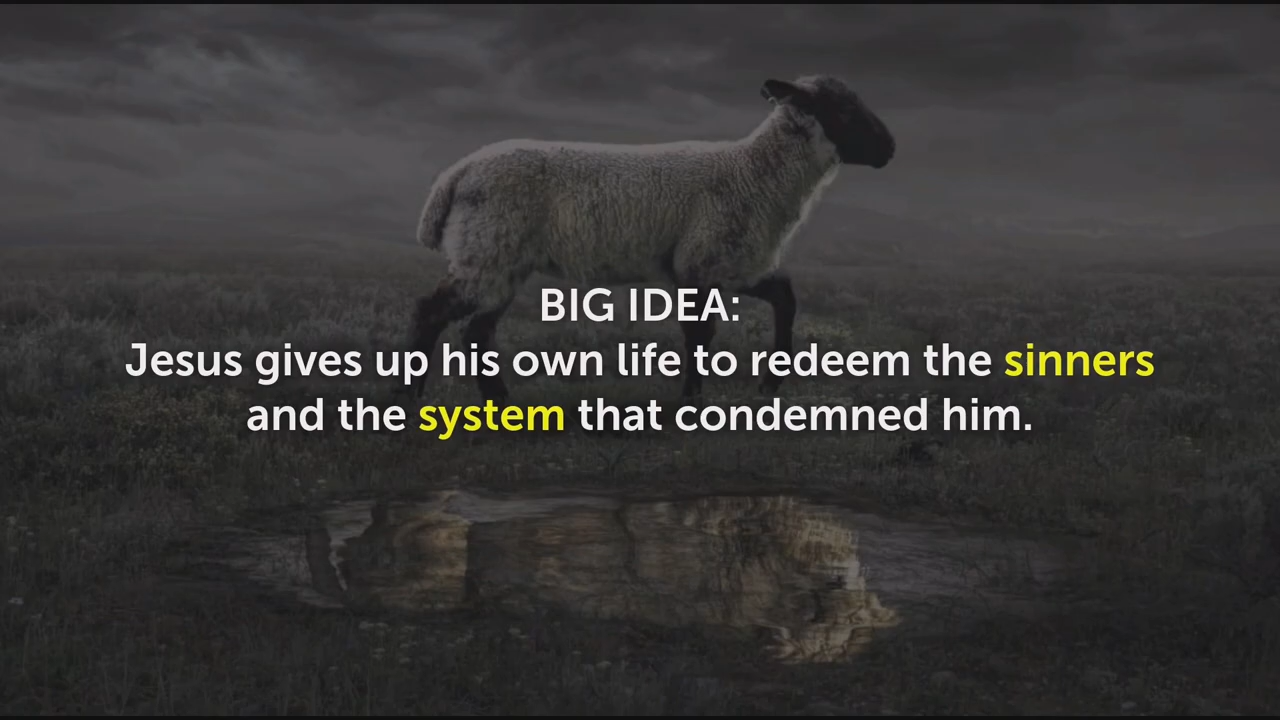 BIG IDEA:
Jesus gives up his own life to redeem the sinners
and the system that condemned him.